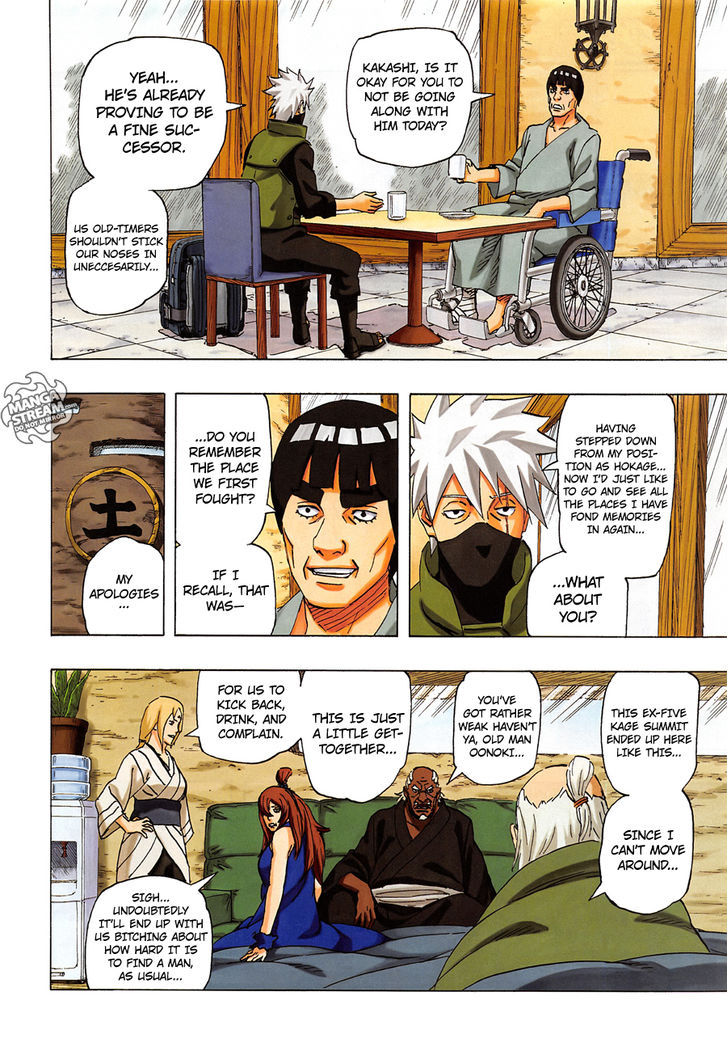 KAKASHI, IS IT
OKAY FOR YOU TO
NOT BE GOING
ALONG WITH
HIM TODAY?
YEAH...
HE'S ALREADY
PROVING TO BE
A FINE SUC-
CESSOR.
US OLD-TIMERS
SHOULDN'T STICK
OUR NOSES IN
UNECCESARILY...
HAVING
STEPPED DOWN
FROM MY POSI-
TION AS HOKAGE...
NOW I'D JUST LIKE
TO GO AND SEE ALL
THE PLACES I HAVE
FOND MEMORIES
IN AGAIN...
...WHAT
ABOUT
YOU?
...DO YOU
REMEMBER
THE PLACE
WE FIRST
FOUGHT?
IF I
RECALL, THAT
WAS—
土
MY
APOLOGIES
...
THIS EX-FIVE
KAGE SUMMIT
ENDED UP HERE
LIKE THIS...
SINCE I
CAN'T MOVE
AROUND...
YOU'VE
GOT RATHER
WEAK HAVEN'T
YA, OLD MAN
OONOKI...
THIS IS JUST
A LITTLE GET-
TOGETHER...
FOR US TO
KICK BACK,
DRINK, AND
COMPLAIN.
SIGH...
UNDOUBTEDLY
IT'LL END UP WITH
US BITCHING ABOUT
HOW HARD IT IS
TO FIND A MAN,
AS USUAL...
MANGA
STREAM.com
DO NOT MIRROR